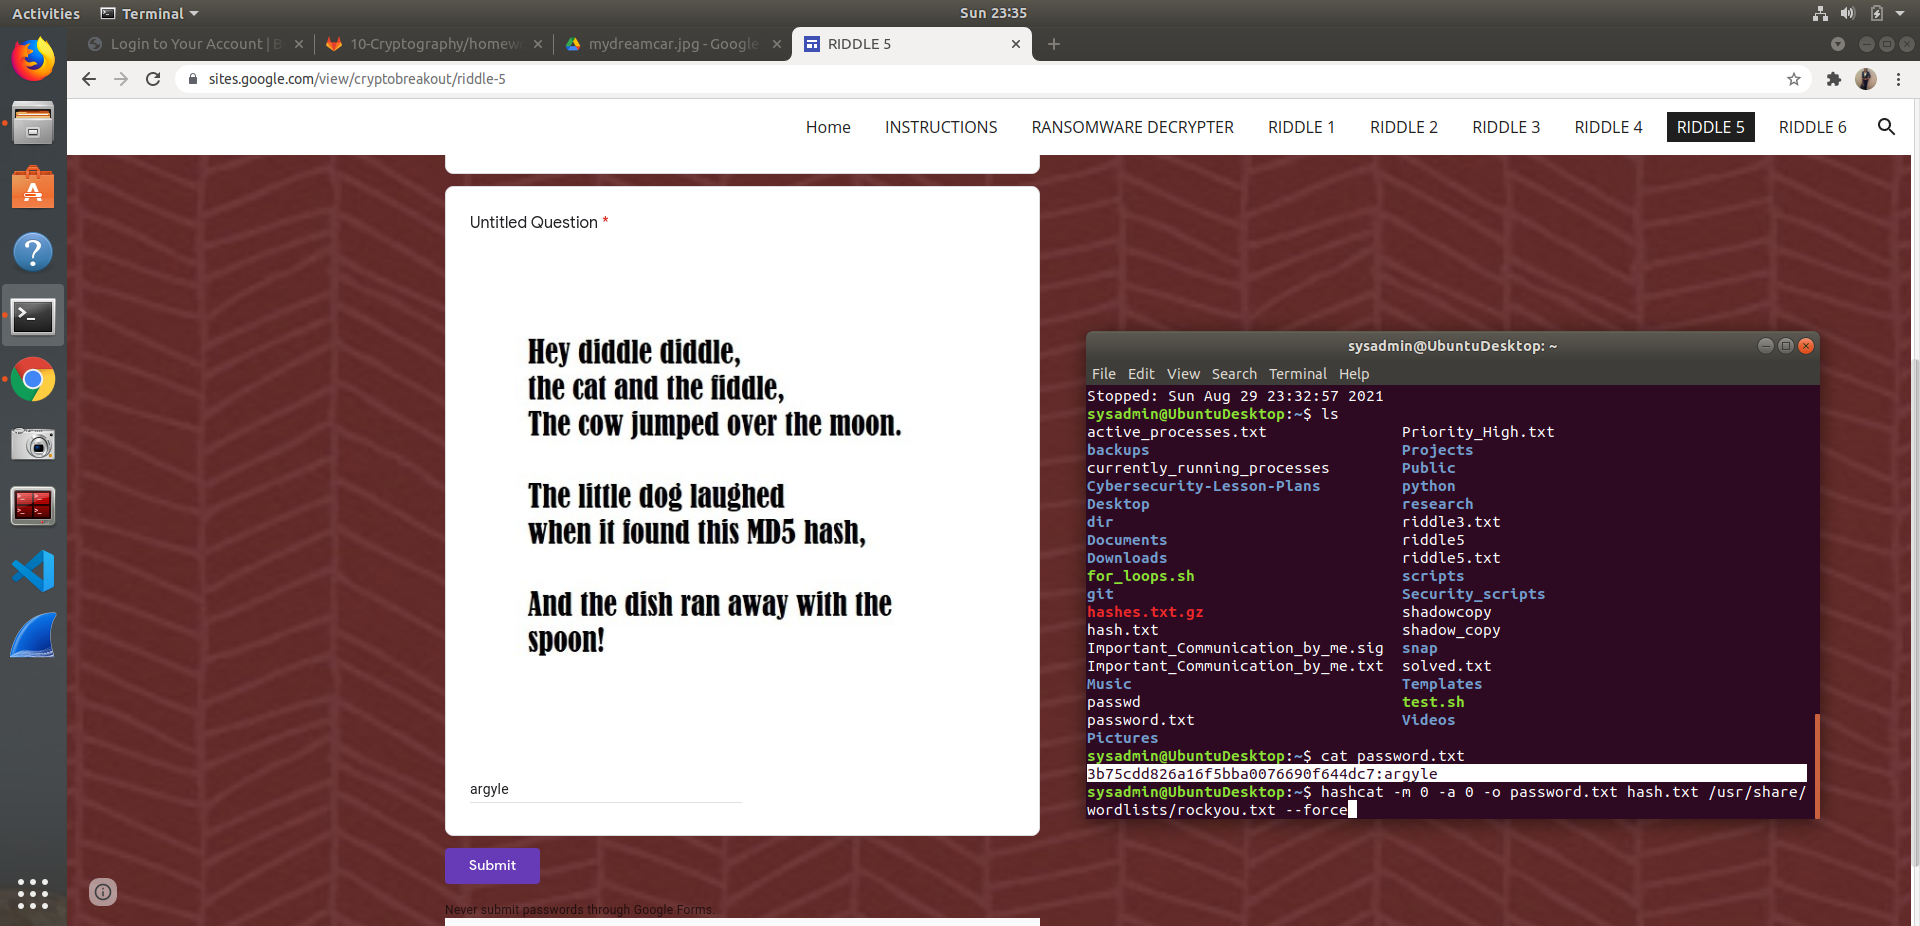 Activities Terminal Sun 23:35
Login to Your Account | B 10-Cryptography/homew mydreamcar.jpg - Google RIDDLE 5
sites.google.com/view/cryptobreakout/riddle-5
Home INSTRUCTIONS RANSOMWARE DECRYPTER RIDDLE 1 RIDDLE 2 RIDDLE 3 RIDDLE 4 RIDDLE 5 RIDDLE 6
Untitled Question *
Hey diddle diddle,
the cat and the fiddle,
The cow jumped over the moon.
The little dog laughed
when it found this MD5 hash,
And the dish ran away with the
spoon!
argyle
Submit
Never submit passwords through Google Forms.
sysadmin@UbuntuDesktop: ~
File Edit View Search Terminal Help
Stopped: Sun Aug 29 23:32:57 2021
sysadmin@UbuntuDesktop:~$ ls
active_processes.txt Priority_High.txt
backups Projects
currently_running_processes Public
Cybersecurity-Lesson-Plans python
Desktop research
dir riddle3.txt
Documents riddle5
Downloads riddle5.txt
for_loops.sh scripts
git Security_scripts
hashes.txt.gz shadowcopy
hash.txt shadow_copy
Important_Communication_by_me.sig snap
Important_Communication_by_me.txt solved.txt
Music Templates
passwd test.sh
password.txt Videos
Pictures
sysadmin@UbuntuDesktop:~$ cat password.txt
3b75cdd826a16f5bba0076690f644dc7:argyle
sysadmin@UbuntuDesktop:~$ hashcat -m 0 -a 0 -o password.txt hash.txt /usr/share/
wordlists/rockyou.txt --force